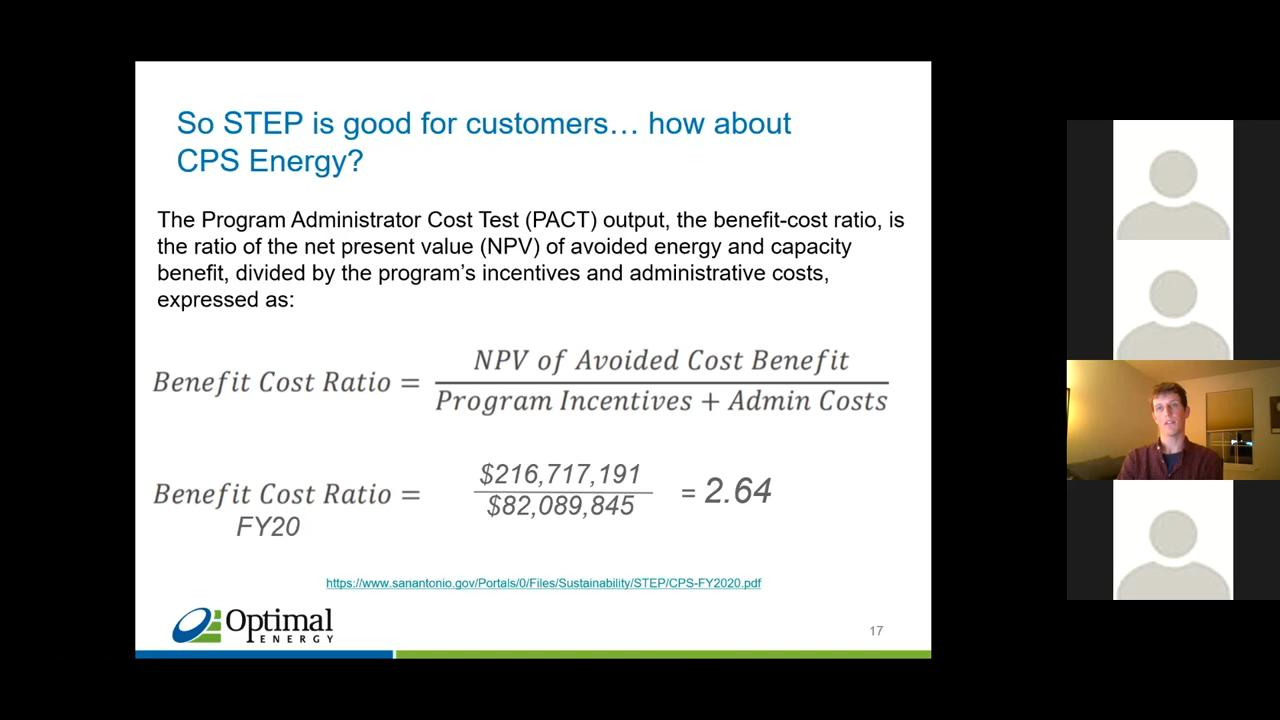 So STEP is good for customers… how about
CPS Energy?
The Program Administrator Cost Test (PACT) output, the benefit-cost ratio, is
the ratio of the net present value (NPV) of avoided energy and capacity
benefit, divided by the program's incentives and administrative costs,
expressed as:
NPV of Avoided Cost Benefit
Benefit Cost Ratio =
Program Incentives + Admin Costs
$216,717,191
Benefit Cost Ratio = = 2.64
$82,089,845
FY20
https://www.sanantonio.gov/Portals/0/Files/Sustainability/STEP/CPS-FY2020.pdf
Optimal
ENERGY
17